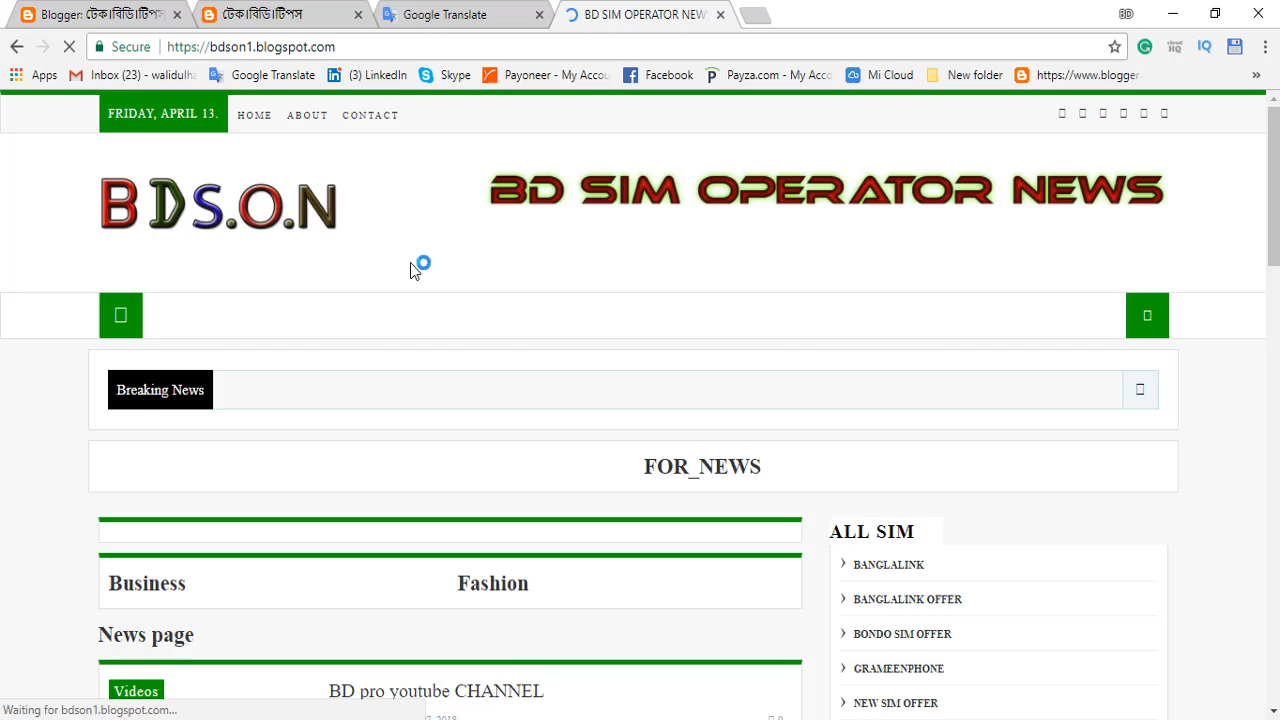 Blogger: টেক।বিডি।টিপস
টেক।বিডি।টিপস
Google Translate
BD SIM OPERATOR NEW
BD
Secure
https://bdson1.blogspot.com
Apps
Inbox (23) - walidulha
Google Translate
(3) LinkedIn
Skype
Payoneer - My Accou
Facebook
Payza.com - My Acco
Mi Cloud
New folder
https://www.blogger
FRIDAY, APRIL 13.
HOME
ABOUT
CONTACT
BDS.O.N
BD SIM OPERATOR NEWS
Breaking News
FOR_NEWS
ALL SIM
BANGLALINK
BANGLALINK OFFER
BONDO SIM OFFER
GRAMEENPHONE
NEW SIM OFFER
Business
Fashion
News page
Videos
BD pro youtube CHANNEL
2018
Waiting for bdson1.blogspot.com...